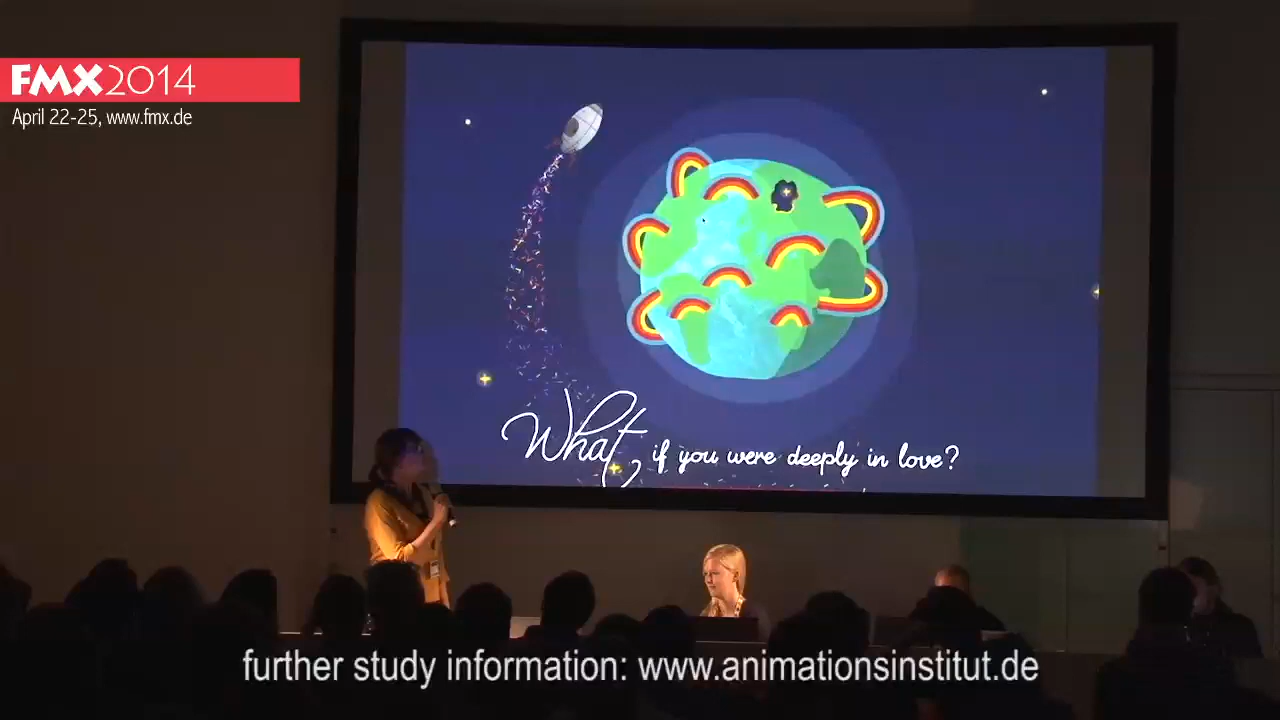 FMX2014
April 22-25, www.fmx.de
What if you were deeply in love?
further study information: www.animationsinstitut.de